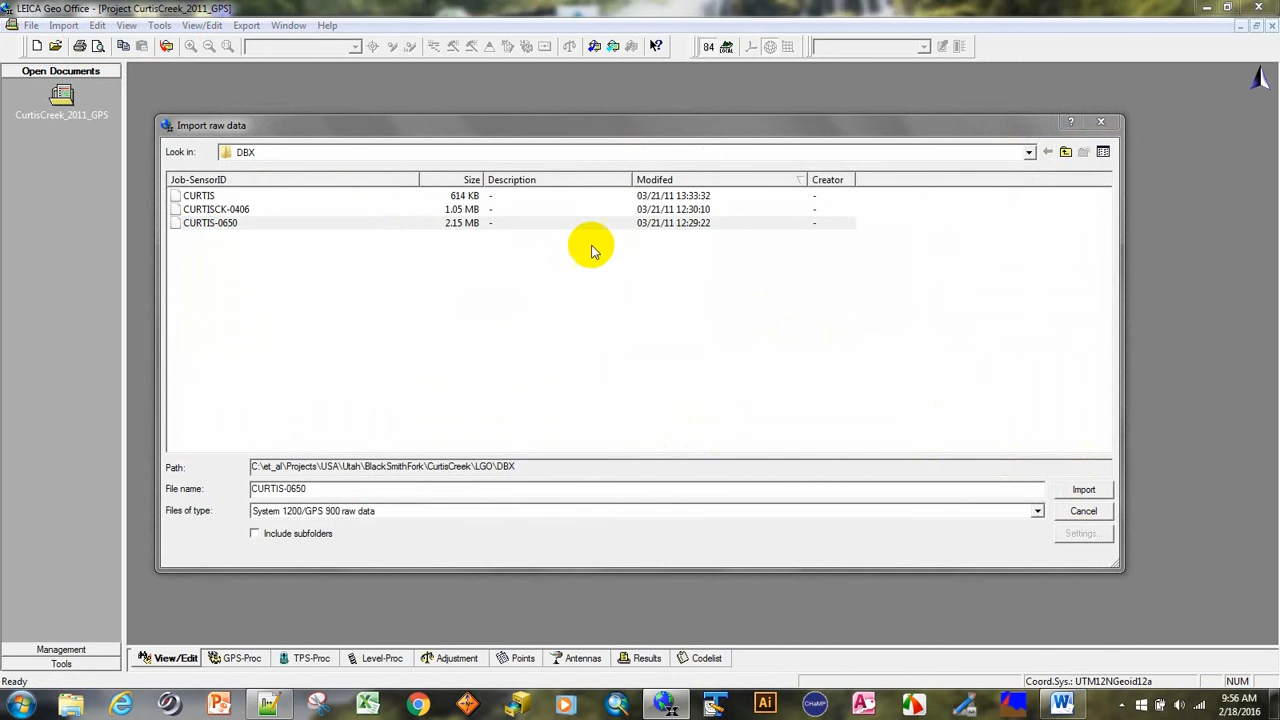 LEICA Geo Office - [Project CurtisCreek_2011_GPS]
File Import Edit View Tools View/Edit Export Window Help
84
Open Documents
CurtisCreek_2011_GPS
Import raw data
Look in: DBX
Job-SensorID Size Description Modifed Creator
CURTIS 614 KB - 03/21/11 13:33:32 -
CURTISCK-0406 1.05 MB - 03/21/11 12:30:10 -
CURTIS-0650 2.15 MB - 03/21/11 12:29:22 -
Path: C:\et_al\Projects\USA\Utah\BlackSmithFork\CurtisCreek\LGO\DBX
File name: CURTIS-0650 Import
Files of type: System 1200/GPS 900 raw data Cancel
Include subfolders Settings...
Management
Tools
View/Edit GPS-Proc TPS-Proc Level-Proc Adjustment Points Antennas Results Codelist
Ready Coord.Sys.: UTM12NGeoid12a NUM
CHaMP
9:56 AM
2/18/2016